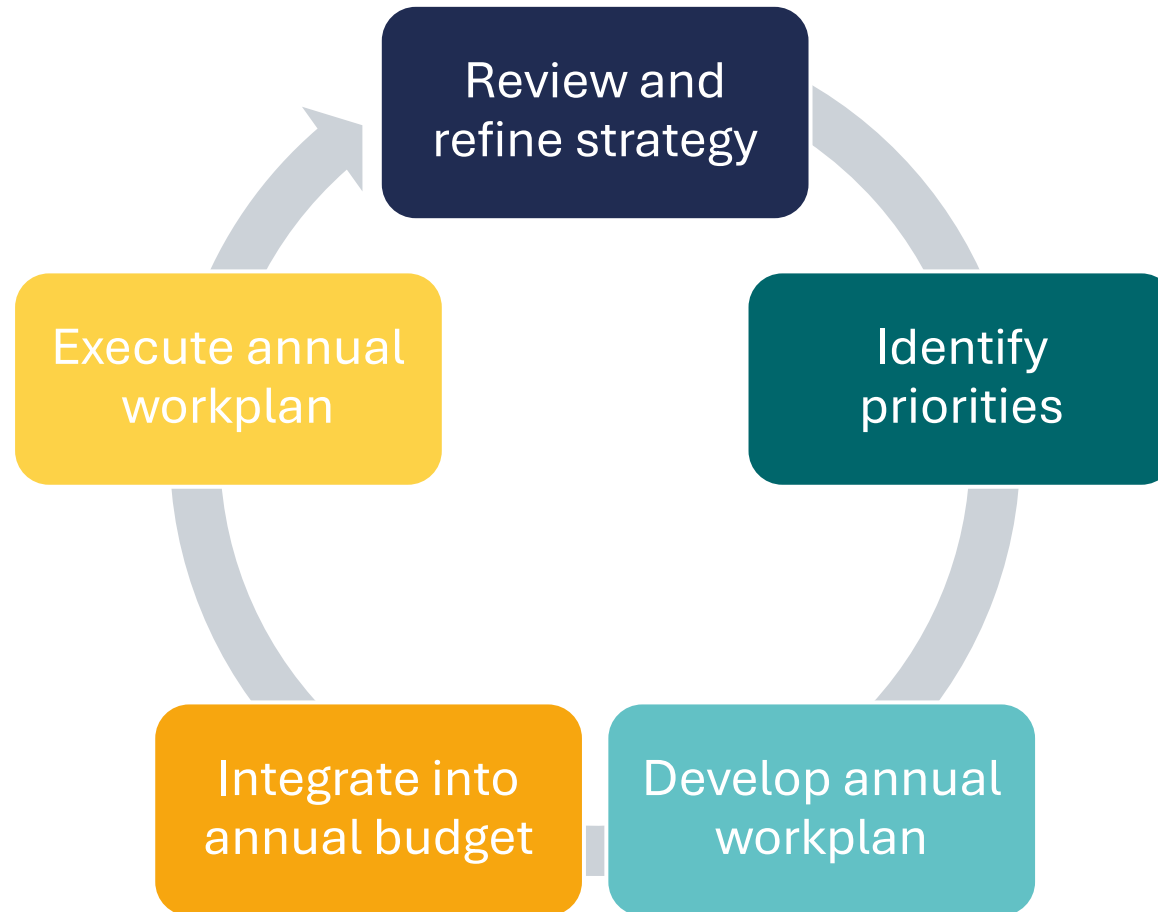 Review and
refine strategy
Identify
priorities
Develop annual
workplan
Integrate into
annual budget
Execute annual
workplan